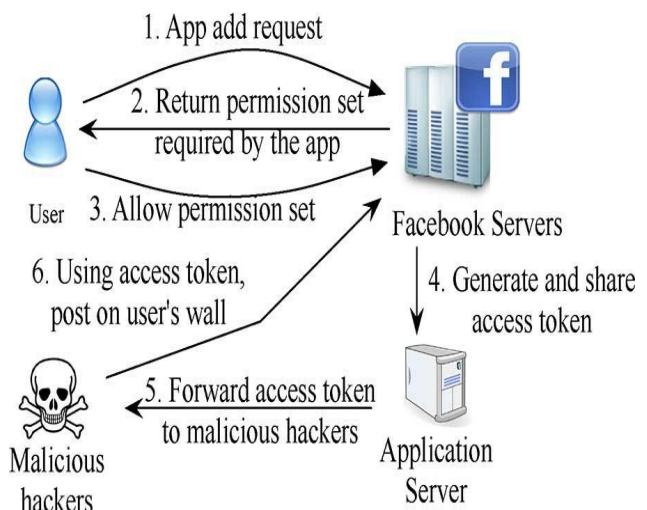 1. App add request
f
2. Return permission set
required by the app
User
3. Allow permission set
Facebook Servers
6. Using access token,
post on user's wall
4. Generate and share
access token
5. Forward access token
to malicious hackers
Malicious
hackers
Application
Server